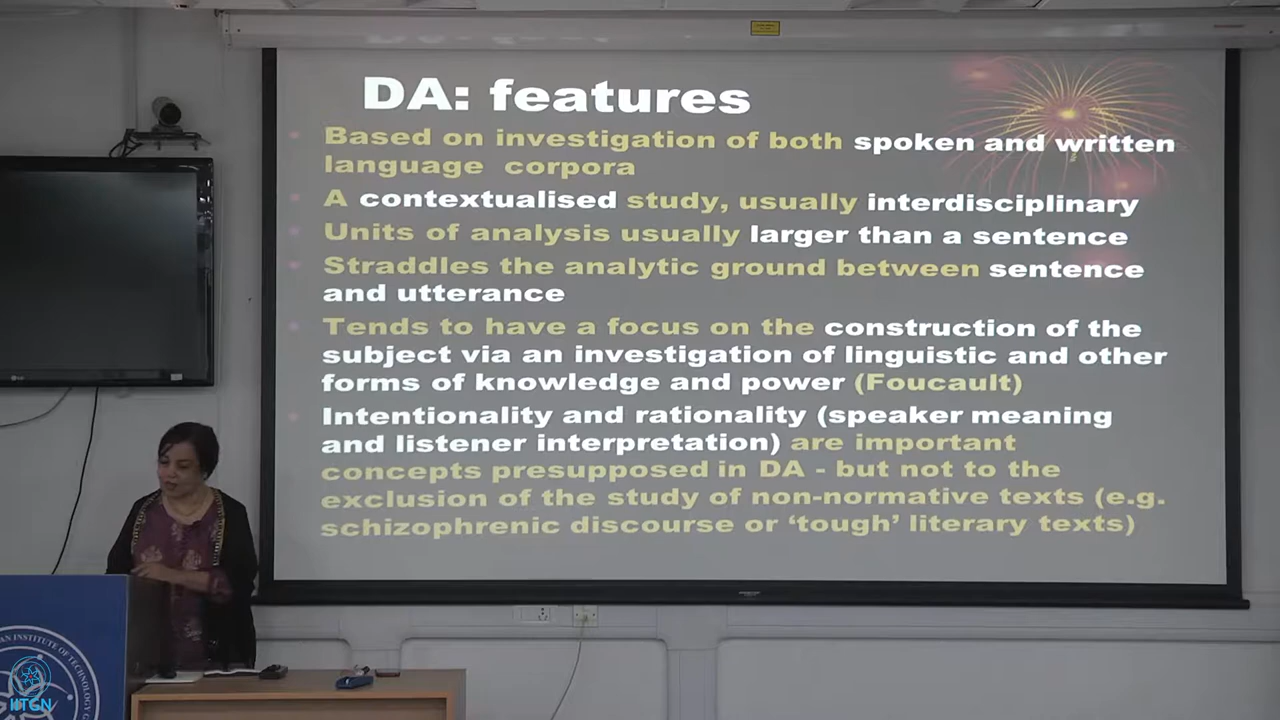 DA: features
Based on investigation of both spoken and written
language corpora
A contextualised study, usually interdisciplinary
Units of analysis usually larger than a sentence
Straddles the analytic ground between sentence
and utterance
Tends to have a focus on the construction of the
subject via an investigation of linguistic and other
forms of knowledge and power (Foucault)
Intentionality and rationality (speaker meaning
and listener interpretation) are important
concepts presupposed in DA - but not to the
exclusion of the study of non-normative texts (e.g.
schizophrenic discourse or ‘tough’ literary texts)
INSTITUTE OF TECHNOLOGY
IITGN